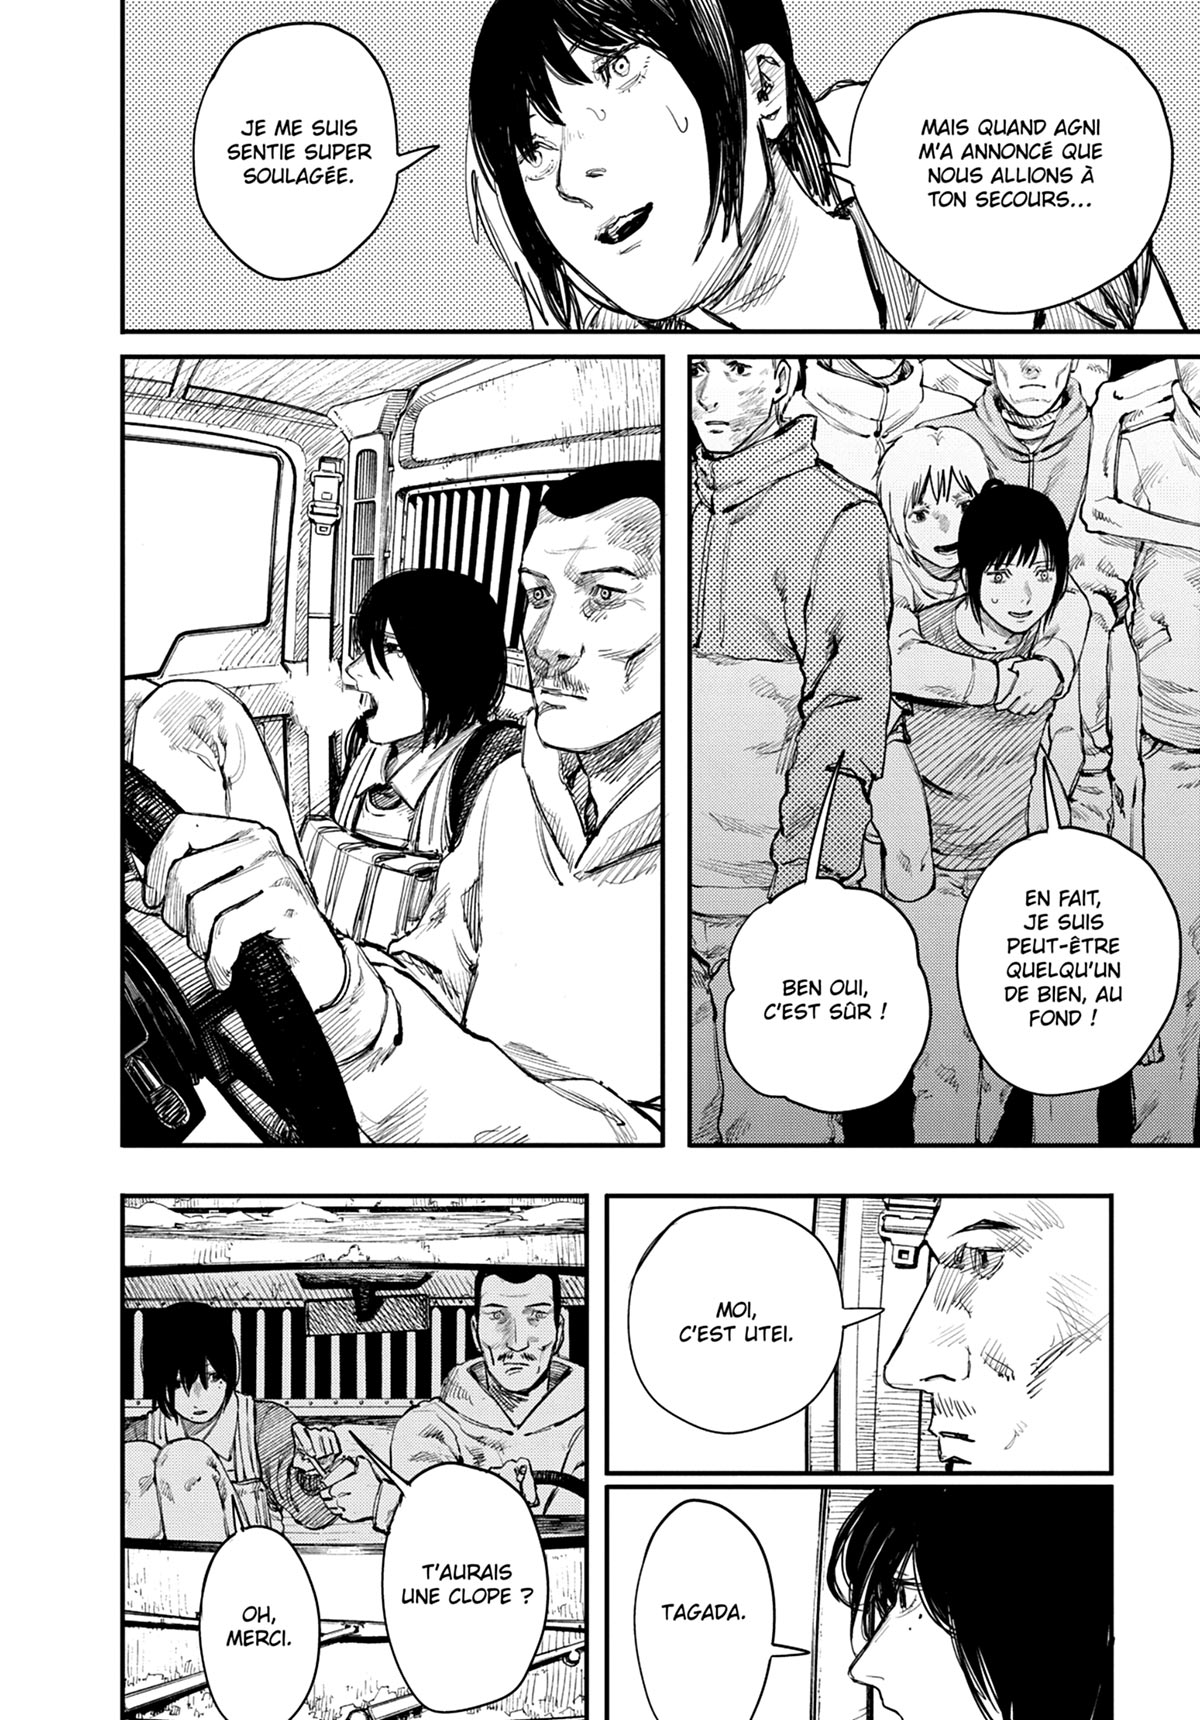 MAIS QUAND AGNI
M'A ANNONCÉ QUE
NOUS ALLIONS À
TON SECOURS...
JE ME SUIS
SENTIE SUPER
SOULAGÉE.
EN FAIT,
JE SUIS
PEUT-ÊTRE
QUELQU'UN
DE BIEN, AU
FOND !
BEN OUI,
C'EST SÛR !
MOI,
C'EST UTEI.
TAGADA.
T'AURAIS
UNE CLOPE ?
OH,
MERCI.